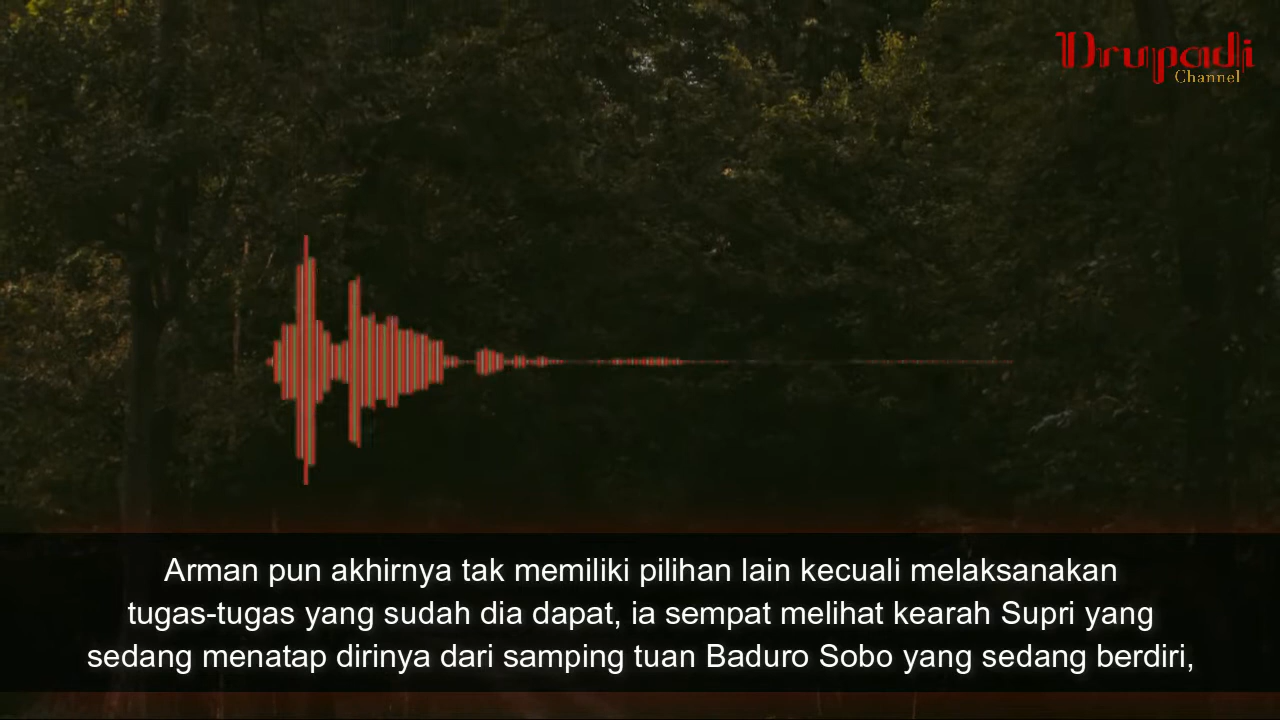 Drupadi
Channel
Arman pun akhirnya tak memiliki pilihan lain kecuali melaksanakan
tugas-tugas yang sudah dia dapat, ia sempat melihat kearah Supri yang
sedang menatap dirinya dari samping tuan Baduro Sobo yang sedang berdiri,